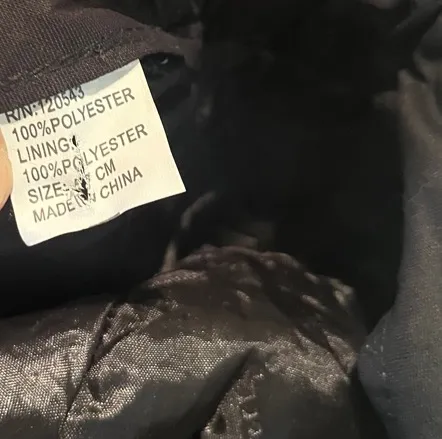 R/N:120543
100%POLYESTER
LINING:
100%POLYESTER
SIZE: CM
MADE CHINA